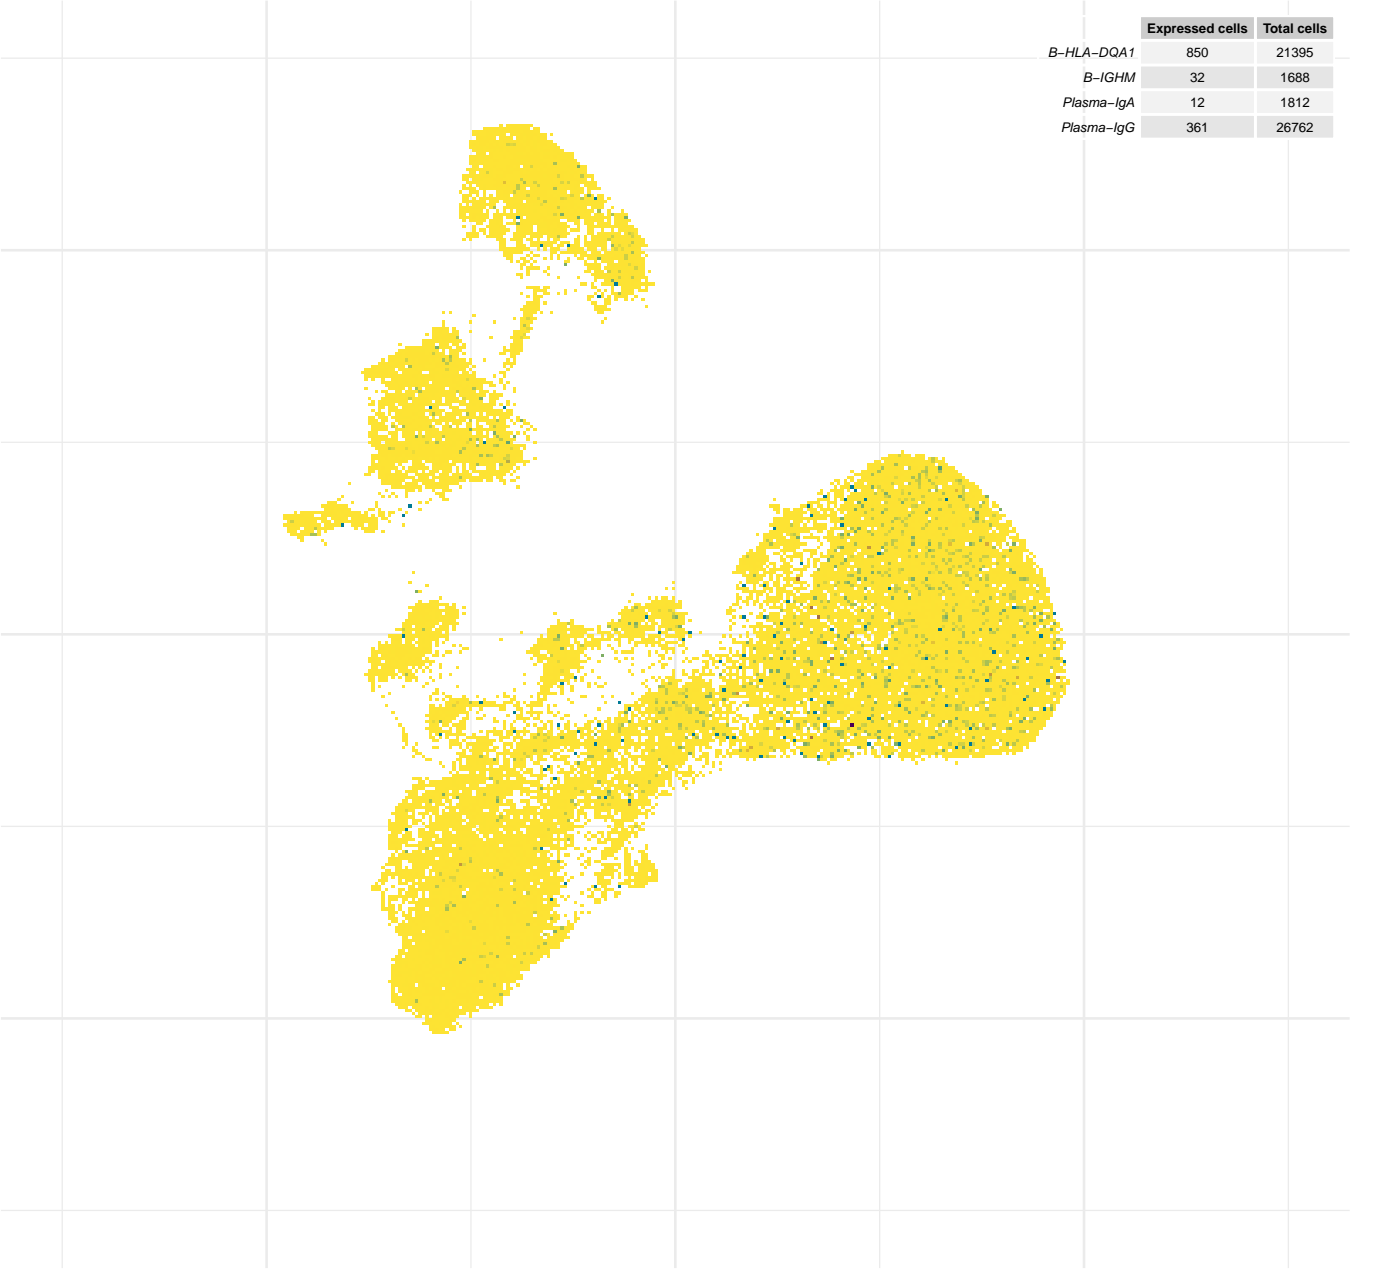 Expressed cells Total cells
B−HLA−DQA1 850 21395
B−IGHM 32 1688
Plasma−IgA 12 1812
Plasma−IgG 361 26762